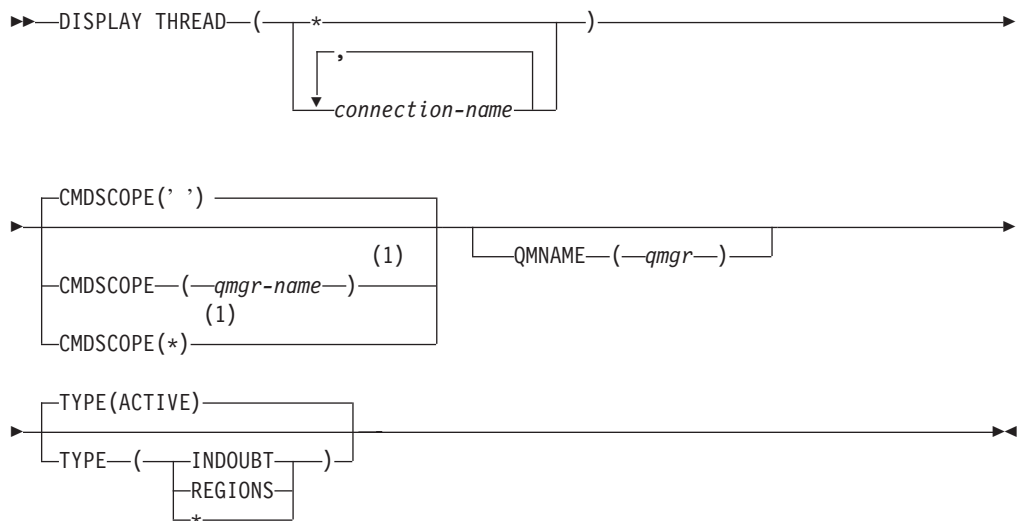 DISPLAY THREAD ( * )
,
connection-name
CMDSCOPE(' ')
(1)
QMNAME ( qmgr )
CMDSCOPE ( qmgr-name )
(1)
CMDSCOPE(*)
TYPE(ACTIVE)
TYPE ( INDOUBT )
REGIONS
*